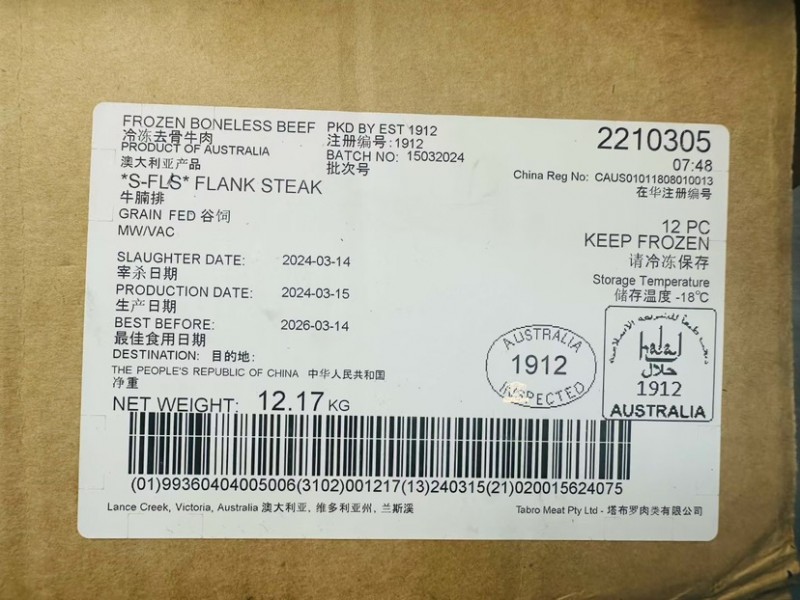 FROZEN BONELESS BEEF
冷冻去骨牛肉
PRODUCT OF AUSTRALIA
澳大利亚产品
*S-FLS* FLANK STEAK
牛腩排
GRAIN FED 谷饲
MW/VAC
PKD BY EST 1912
注册编号:1912
BATCH NO: 15032024
批次号
2210305
07:48
China Reg No: CAUS01011808010013
在华注册编号
12 PC
KEEP FROZEN
请冷冻保存
Storage Temperature
储存温度 -18℃
SLAUGHTER DATE: 2024-03-14
宰杀日期
PRODUCTION DATE: 2024-03-15
生产日期
BEST BEFORE: 2026-03-14
最佳食用日期
DESTINATION: 目的地:
THE PEOPLE'S REPUBLIC OF CHINA 中华人民共和国
净重
NET WEIGHT: 12.17 KG
AUSTRALIA
1912
INSPECTED
halal
حلال
1912
AUSTRALIA
(01)99360404005006(3102)001217(13)240315(21)020015624075
Lance Creek, Victoria, Australia 澳大利亚, 维多利亚州, 兰斯溪
Tabro Meat Pty Ltd - 塔布罗肉类有限公司